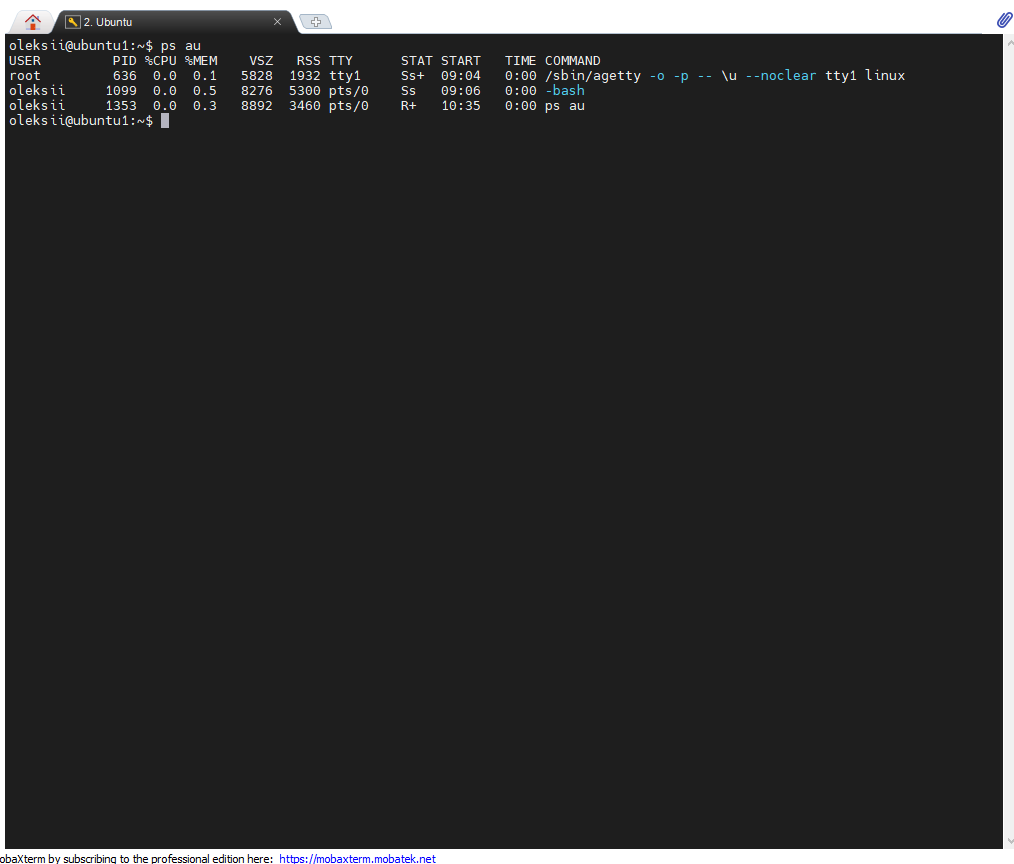 2. Ubuntu
oleksii@ubuntu1:~$ ps au
USER         PID %CPU %MEM    VSZ   RSS TTY      STAT START   TIME COMMAND
root         636  0.0  0.1   5828  1932 tty1     Ss+  09:04   0:00 /sbin/agetty -o -p -- \u --noclear tty1 linux
oleksii     1099  0.0  0.5   8276  5300 pts/0    Ss   09:06   0:00 -bash
oleksii     1353  0.0  0.3   8892  3460 pts/0    R+   10:35   0:00 ps au
oleksii@ubuntu1:~$
obaXterm by subscribing to the professional edition here: https://mobaxterm.mobatek.net